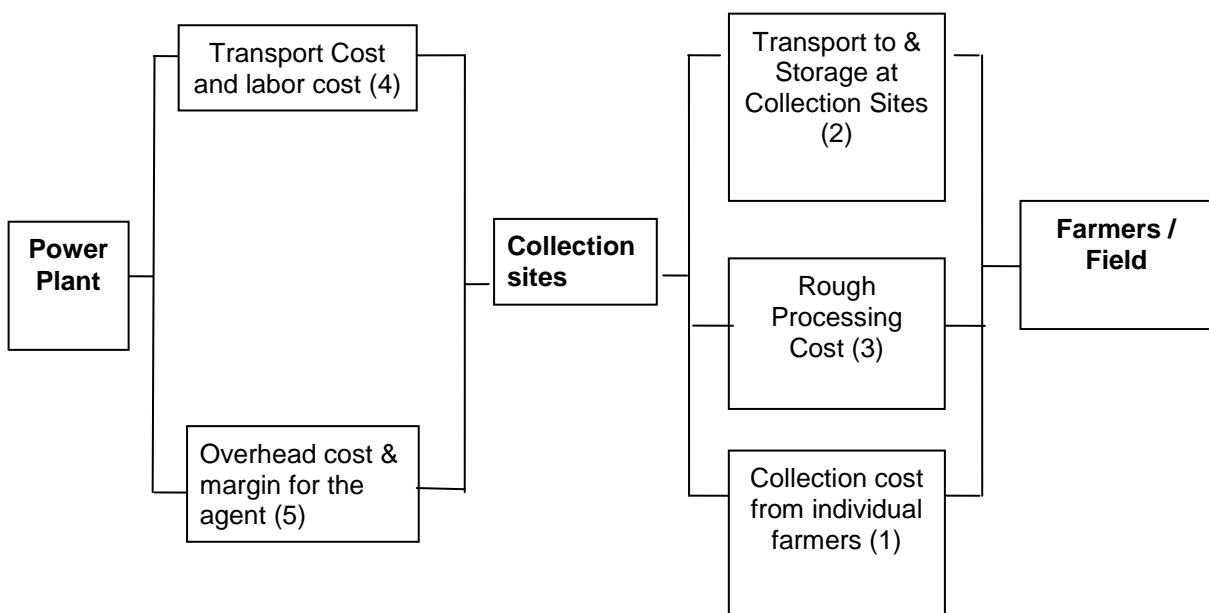 Transport Cost
and labor cost (4)
Transport to &
Storage at
Collection Sites
(2)
Power
Plant
Collection
sites
Farmers /
Field
Rough
Processing
Cost (3)
Overhead cost &
margin for the
agent (5)
Collection cost
from individual
farmers (1)